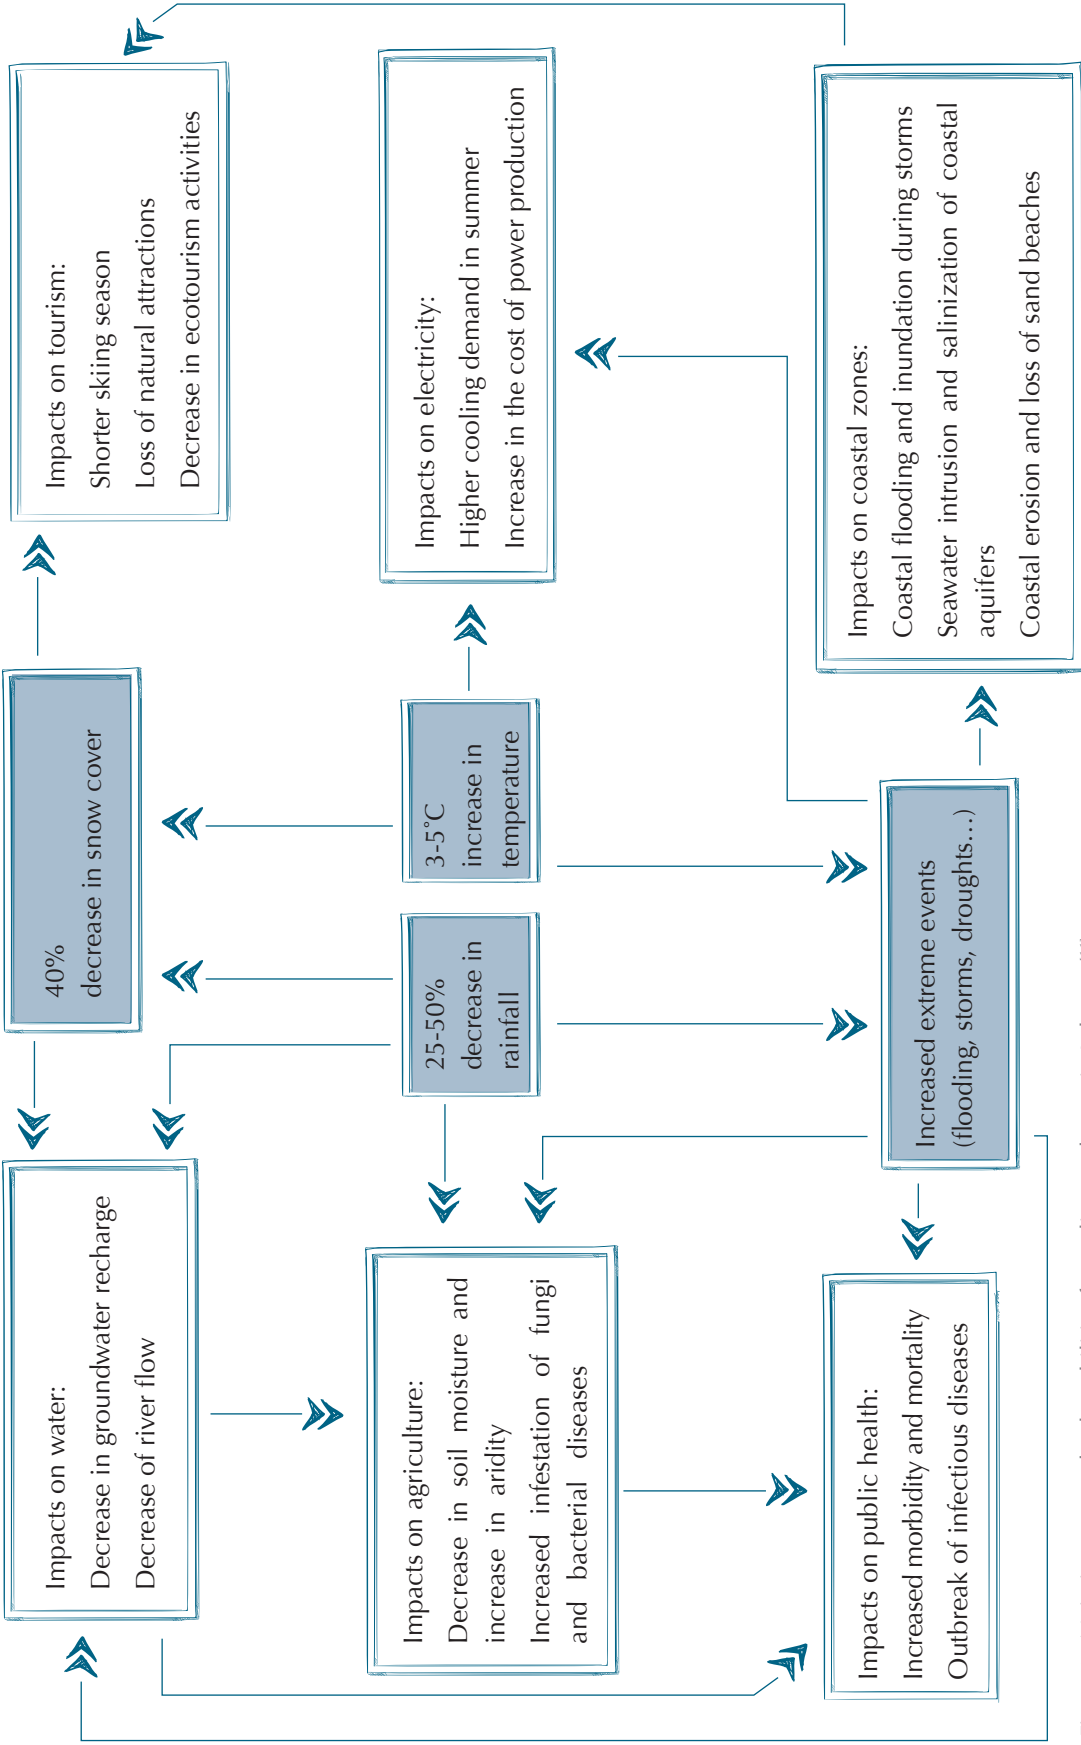 Impacts on water:
Decrease in groundwater recharge
Decrease of river flow
40%
decrease in snow cover
Impacts on tourism:
Shorter skiing season
Loss of natural attractions
Decrease in ecotourism activities
Impacts on agriculture:
Decrease in soil moisture and
increase in aridity
Increased infestation of fungi
and bacterial diseases
25-50%
decrease in
rainfall
3-5°C
increase in
temperature
Impacts on electricity:
Higher cooling demand in summer
Increase in the cost of power production
Impacts on public health:
Increased morbidity and mortality
Outbreak of infectious diseases
Increased extreme events
(flooding, storms, droughts...)
Impacts on coastal zones:
Coastal flooding and inundation during storms
Seawater intrusion and salinization of coastal
aquifers
Coastal erosion and loss of sand beaches